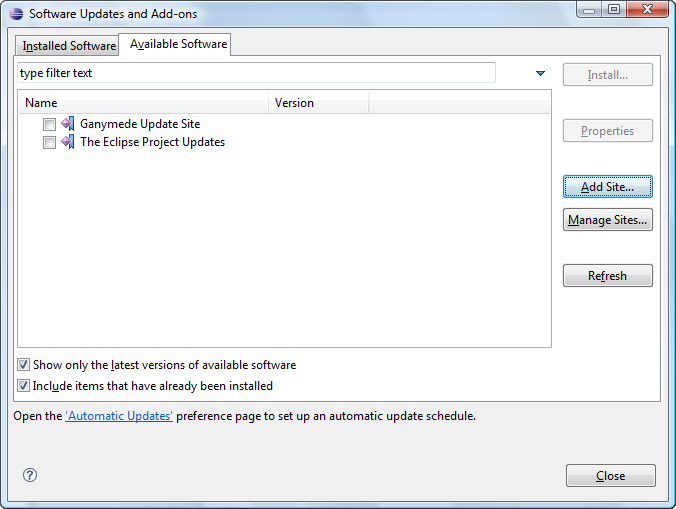 Software Updates and Add-ons
Installed Software
Available Software
type filter text
Install...
Name
Version
Ganymede Update Site
The Eclipse Project Updates
Properties
Add Site...
Manage Sites...
Refresh
Show only the latest versions of available software
Include items that have already been installed
Open the 'Automatic Updates' preference page to set up an automatic update schedule.
?
Close